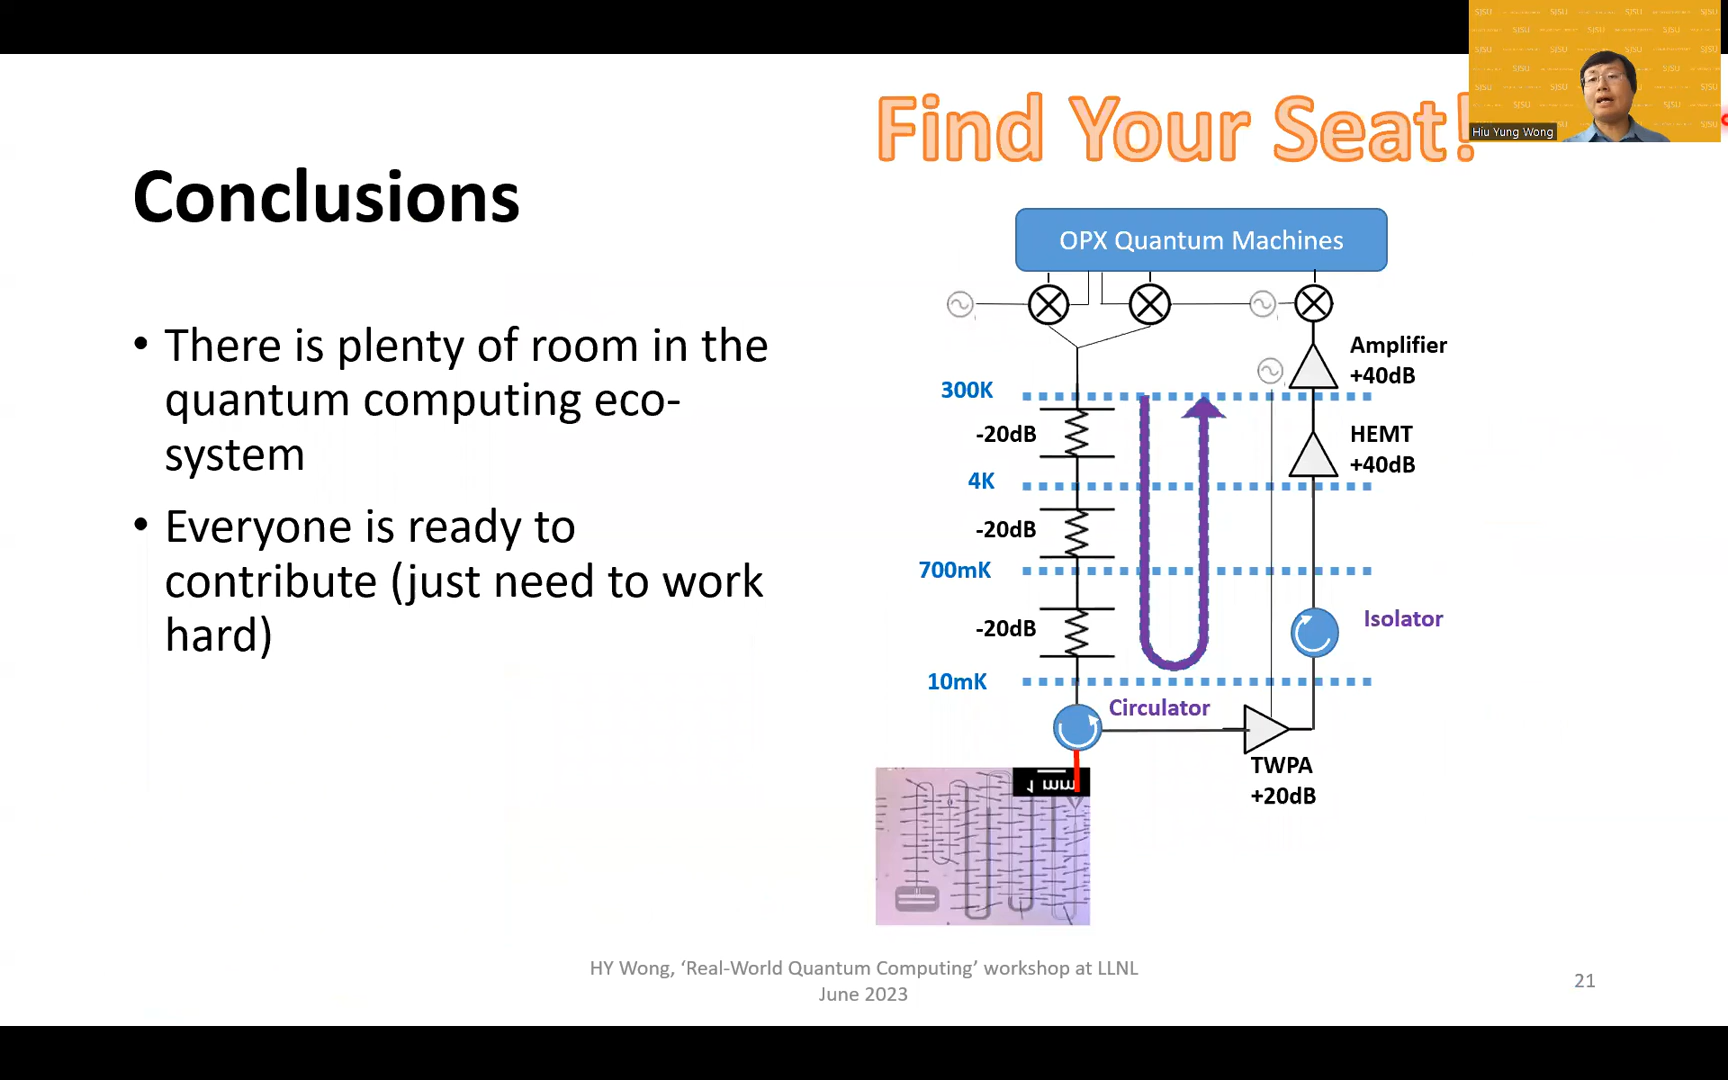 Find Your Seat!
Hiu Yung Wong
Conclusions
• There is plenty of room in the
quantum computing eco-
system
• Everyone is ready to
contribute (just need to work
hard)
OPX Quantum Machines
Amplifier
+40dB
300K
-20dB
HEMT
+40dB
4K
-20dB
700mK
-20dB
Isolator
10mK
Circulator
TWPA
+20dB
1 mm
HY Wong, ‘Real-World Quantum Computing’ workshop at LLNL
June 2023
21
SJSU